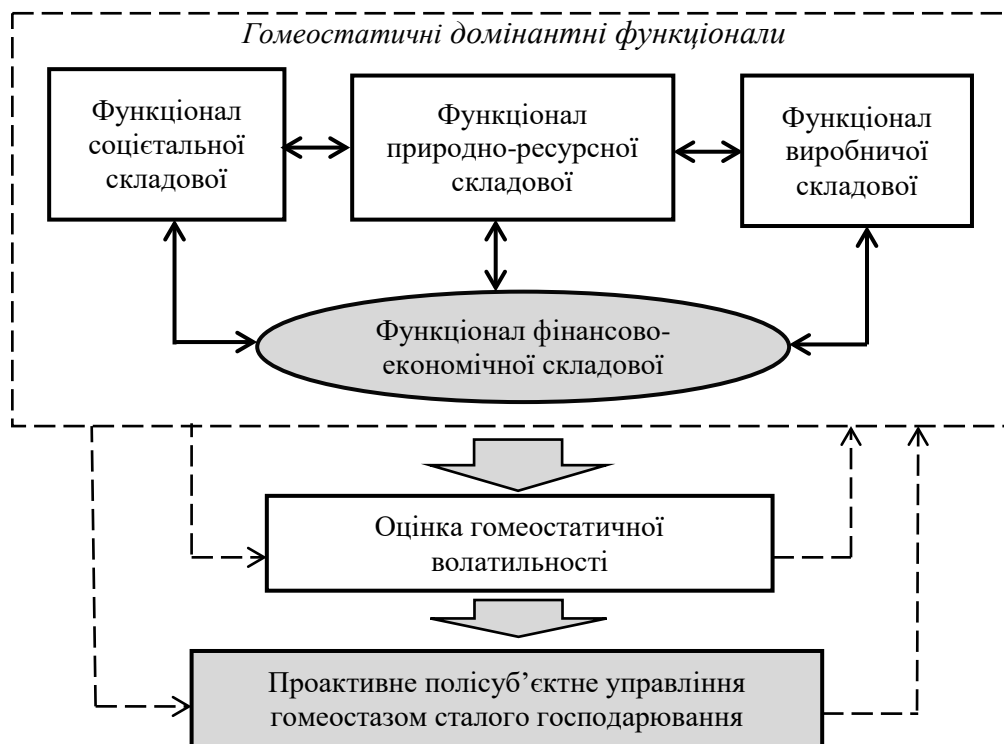 Гомеостатичні домінантні функціонали
Функціонал
соцієтальної
складової
Функціонал
природно-ресурсної
складової
Функціонал
виробничої
складової
Функціонал фінансово-
економічної складової
Оцінка гомеостатичної
волатильності
Проактивне полісуб’єктне управління
гомеостазом сталого господарювання